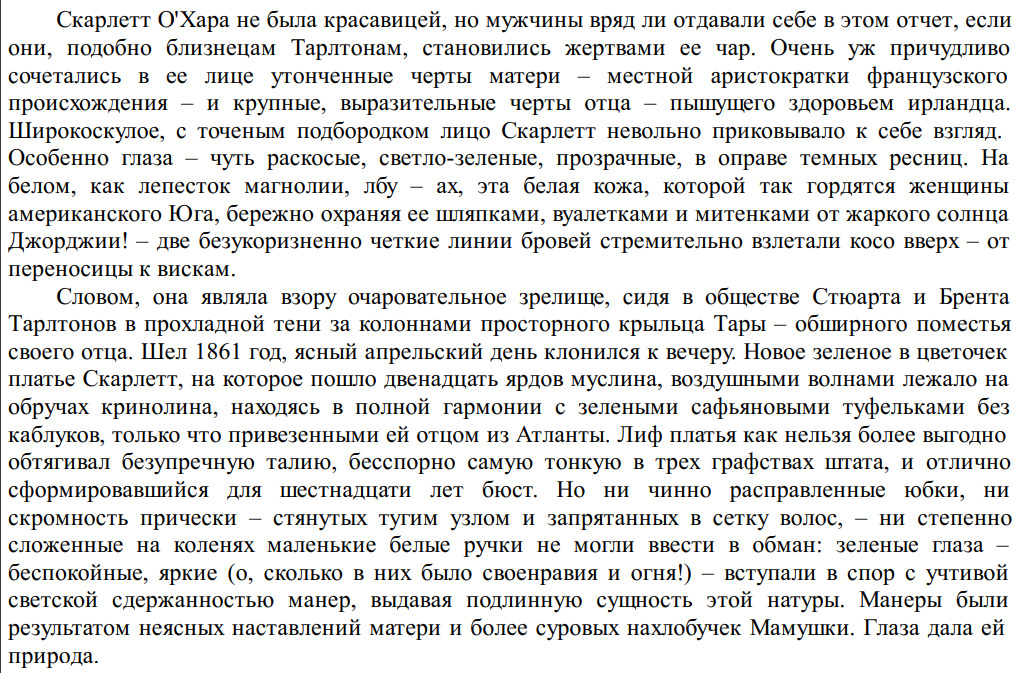 Скарлетт О'Хара не была красавицей, но мужчины вряд ли отдавали себе в этом отчет, если
они, подобно близнецам Тарлтонам, становились жертвами ее чар. Очень уж причудливо
сочетались в ее лице утонченные черты матери – местной аристократки французского
происхождения – и крупные, выразительные черты отца – пышущего здоровьем ирландца.
Широкоскулое, с точеным подбородком лицо Скарлетт невольно приковывало к себе взгляд.
Особенно глаза – чуть раскосые, светло-зеленые, прозрачные, в оправе темных ресниц. На
белом, как лепесток магнолии, лбу – ах, эта белая кожа, которой так гордятся женщины
американского Юга, бережно охраняя ее шляпками, вуалетками и митенками от жаркого солнца
Джорджии! – две безукоризненно четкие линии бровей стремительно взлетали косо вверх – от
переносицы к вискам.
Словом, она являла взору очаровательное зрелище, сидя в обществе Стюарта и Брента
Тарлтонов в прохладной тени за колоннами просторного крыльца Тары – обширного поместья
своего отца. Шел 1861 год, ясный апрельский день клонился к вечеру. Новое зеленое в цветочек
платье Скарлетт, на которое пошло двенадцать ярдов муслина, воздушными волнами лежало на
обручах кринолина, находясь в полной гармонии с зелеными сафьяновыми туфельками без
каблуков, только что привезенными ей отцом из Атланты. Лиф платья как нельзя более выгодно
обтягивал безупречную талию, бесспорно самую тонкую в трех графствах штата, и отлично
сформировавшийся для шестнадцати лет бюст. Но ни чинно расправленные юбки, ни
скромность прически – стянутых тугим узлом и запрятанных в сетку волос, – ни степенно
сложенные на коленях маленькие белые ручки не могли ввести в обман: зеленые глаза –
беспокойные, яркие (о, сколько в них было своенравия и огня!) – вступали в спор с учтивой
светской сдержанностью манер, выдавая подлинную сущность этой натуры. Манеры были
результатом неясных наставлений матери и более суровых нахлобучек Мамушки. Глаза дала ей
природа.